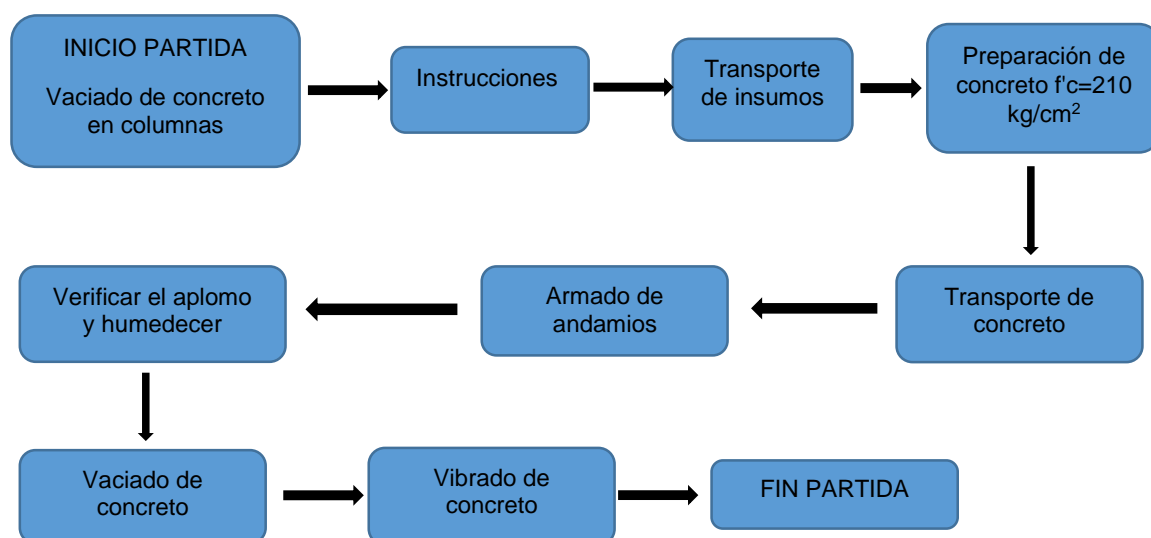 INICIO PARTIDA
Vaciado de concreto
en columnas
Instrucciones
Transporte
de insumos
Preparación de
concreto f'c=210
kg/cm²
Transporte de
concreto
Armado de
andamios
Verificar el aplomo
y humedecer
Vaciado de
concreto
Vibrado de
concreto
FIN PARTIDA